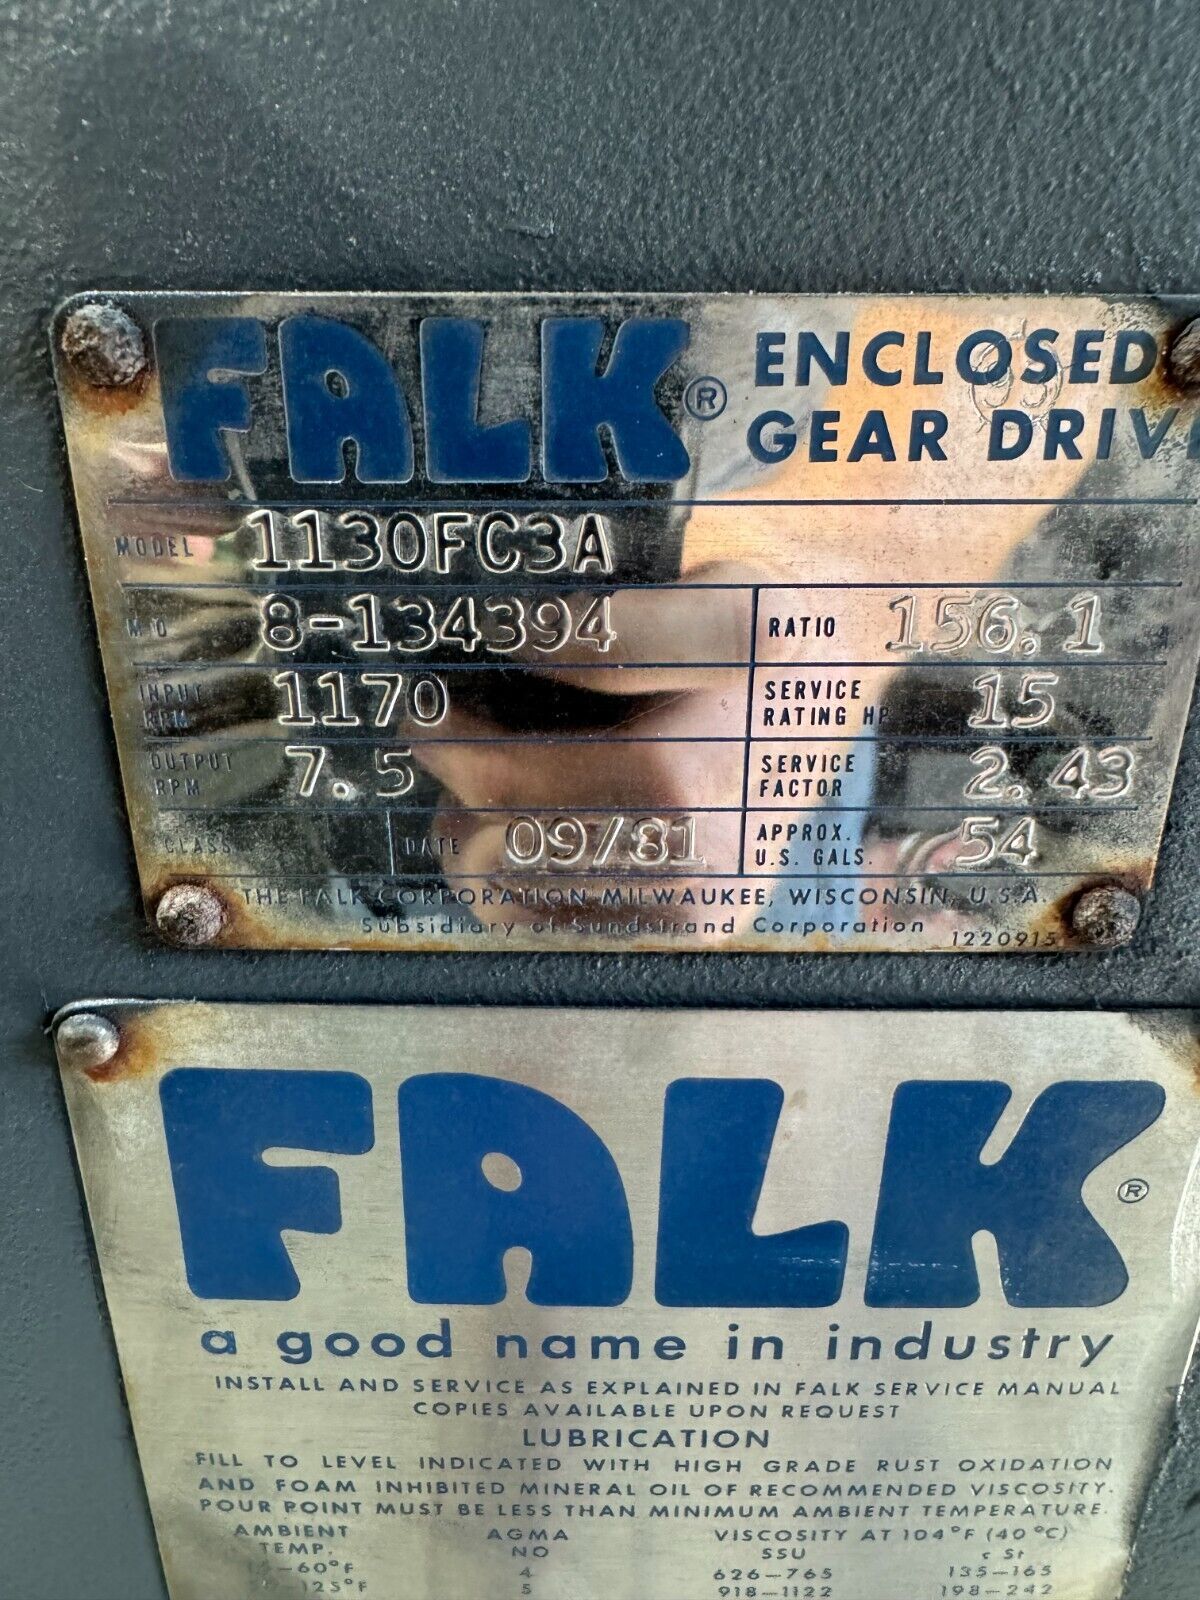 FALK® ENCLOSED
GEAR DRIV
MODEL 1130FC3A
MO 8-134394 RATIO 156.1
INPUT RPM 1170 SERVICE RATING HP 15
OUTPUT RPM 7.5 SERVICE FACTOR 2.43
CLASS DATE 09/81 APPROX. U.S. GALS. 54
THE FALK CORPORATION MILWAUKEE, WISCONSIN, U.S.A.
Subsidiary of Sundstrand Corporation 1220915
FALK®
a good name in industry
INSTALL AND SERVICE AS EXPLAINED IN FALK SERVICE MANUAL
COPIES AVAILABLE UPON REQUEST
LUBRICATION
FILL TO LEVEL INDICATED WITH HIGH GRADE RUST OXIDATION
AND FOAM INHIBITED MINERAL OIL OF RECOMMENDED VISCOSITY.
POUR POINT MUST BE LESS THAN MINIMUM AMBIENT TEMPERATURE.
AMBIENT AGMA VISCOSITY AT 104°F (40°C)
TEMP. NO SSU c St
-60°F 4 626-765 135-165
-125°F 5 918-1122 198-242